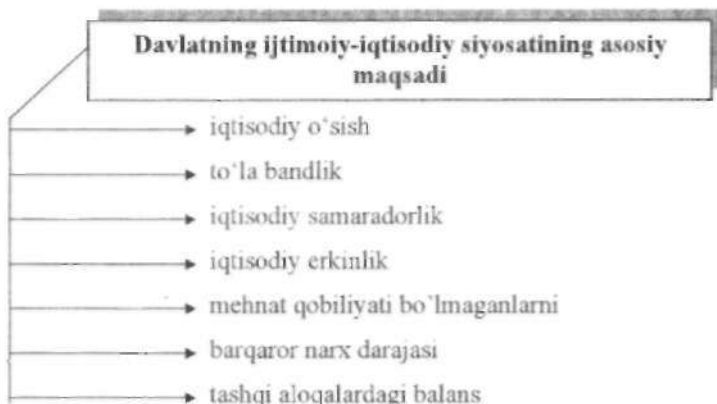 Davlatning ijtimoiy-iqtisodiy siyosatining asosiy
maqsadi
iqtisodiy o‘sish
to‘la bandlik
iqtisodiy samaradorlik
iqtisodiy erkinlik
mehnat qobiliyati bo`lmaganlarni
barqaror narx darajasi
tashqi aloqalardagi balans